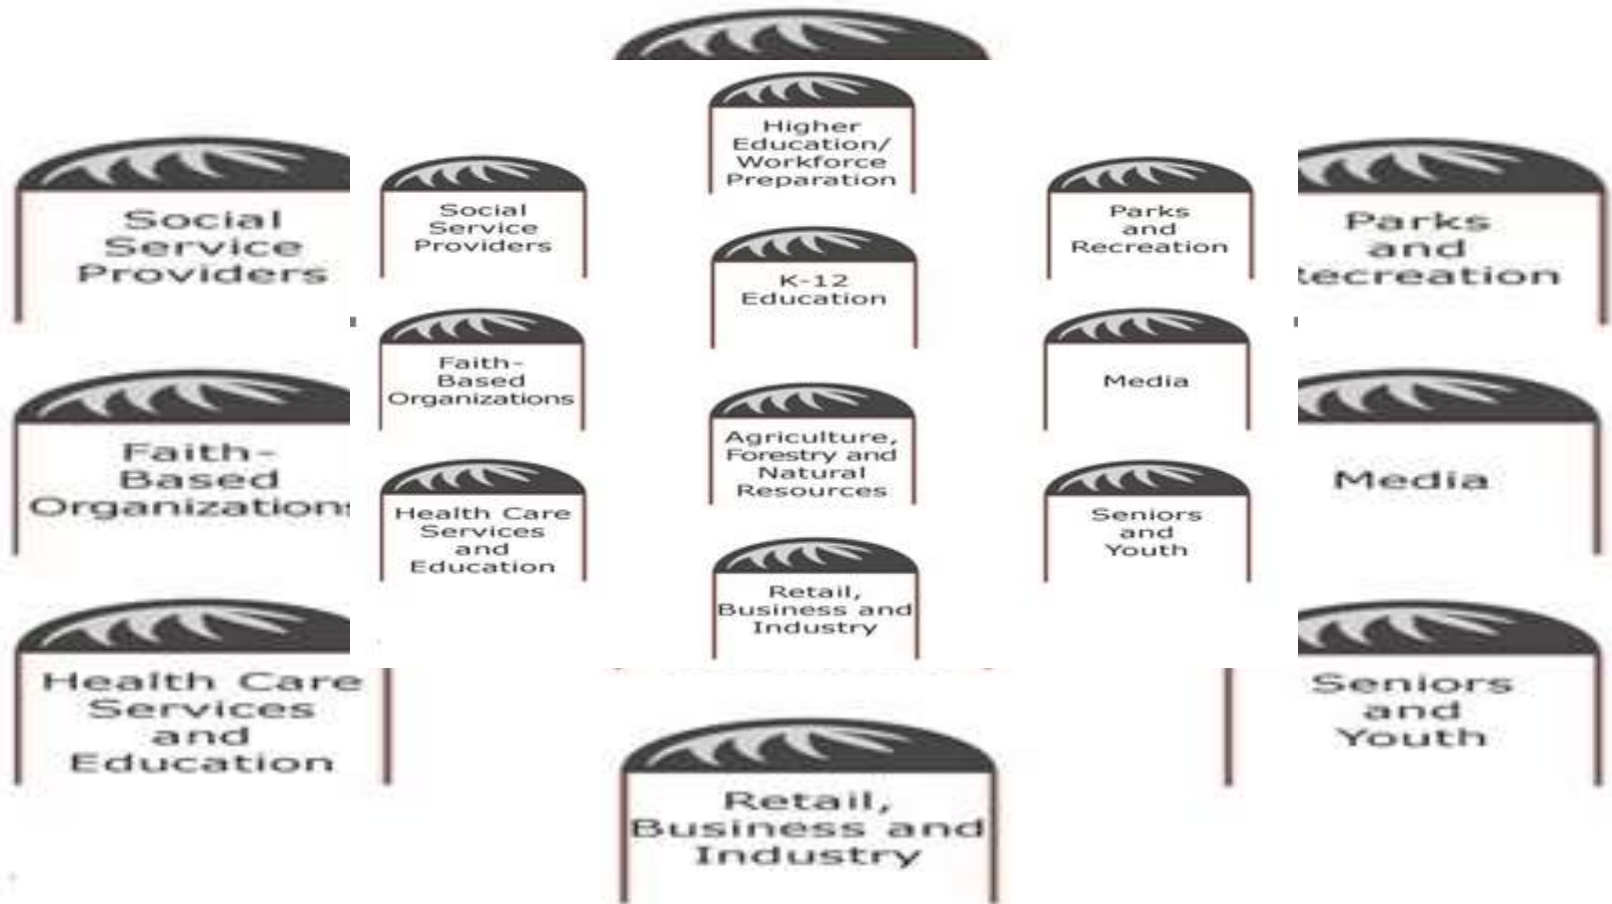 Higher
Education/
Workforce
Preparation
Social
Service
Providers
Social
Service
Providers
Parks
and
Recreation
Parks
and
ecreation
K-12
Education
Faith-
Based
Organizations
Faith-
Based
Organizations
Media
Media
Agriculture,
Forestry and
Natural
Resources
Health Care
Services
and
Education
Seniors
and
Youth
Retail,
Business and
Industry
Health Care
Services
and
Education
Seniors
and
Youth
Retail,
Business and
Industry